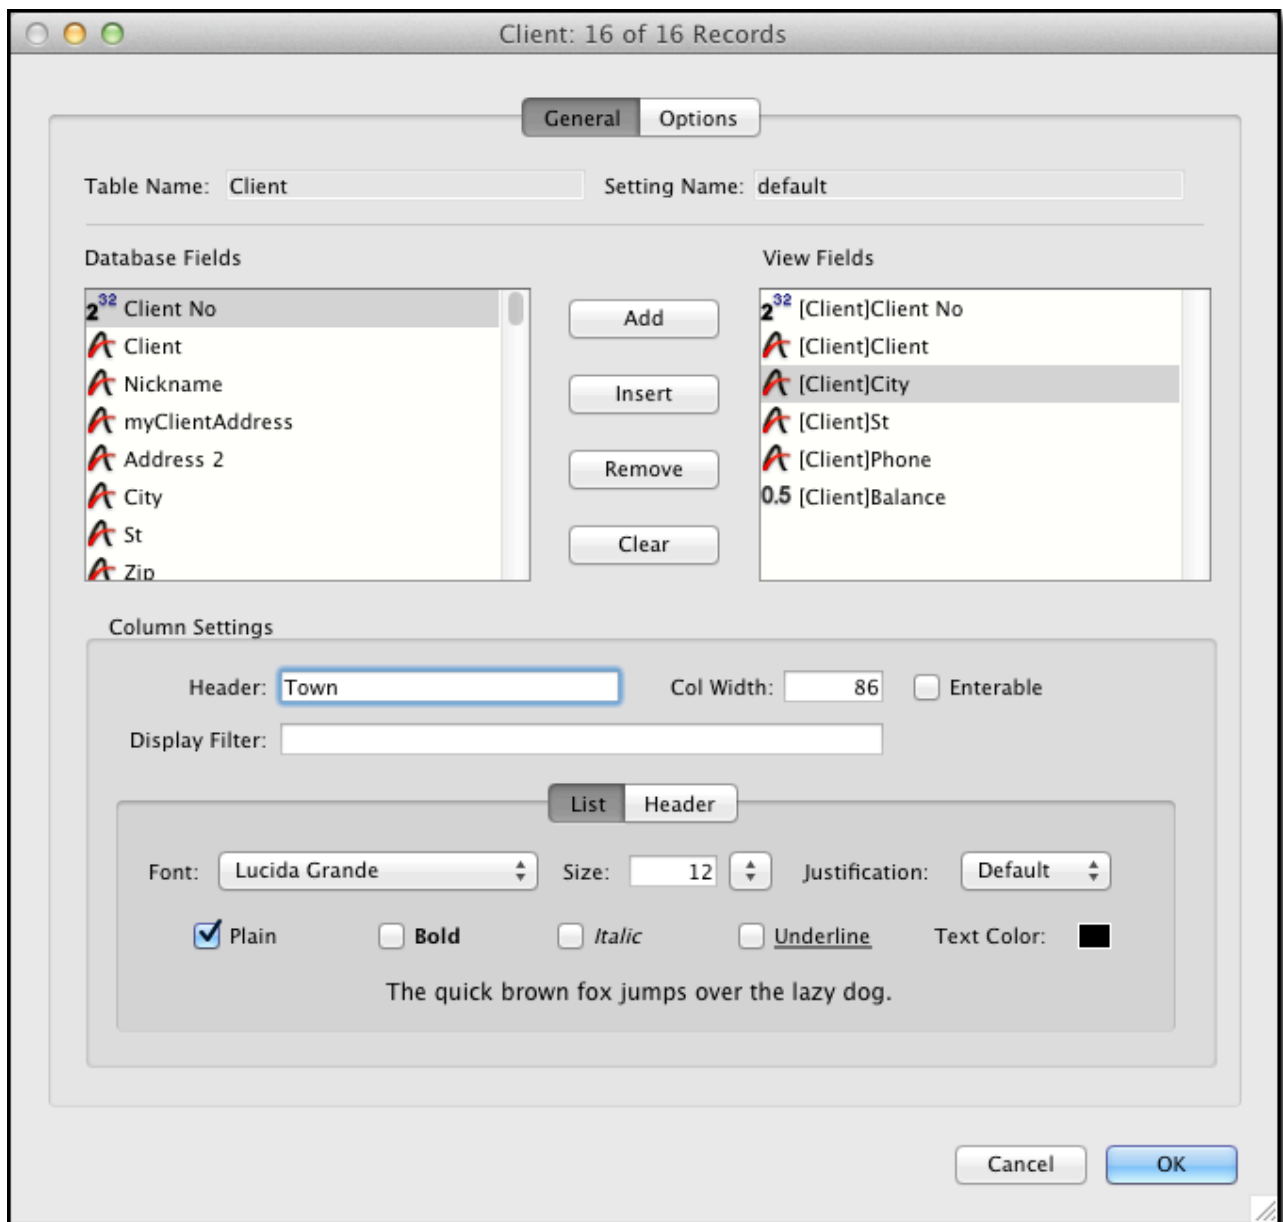 Client: 16 of 16 Records
General Options
Table Name: Client Setting Name: default
Database Fields View Fields
2^32 Client No
Client
Nickname
myClientAddress
Address 2
City
St
Zip
Add
Insert
Remove
Clear
2^32 [Client]Client No
[Client]Client
[Client]City
[Client]St
[Client]Phone
0.5 [Client]Balance
Column Settings
Header: Town Col Width: 86 Enterable
Display Filter:
List Header
Font: Lucida Grande Size: 12 Justification: Default
Plain Bold Italic Underline Text Color:
The quick brown fox jumps over the lazy dog.
Cancel OK